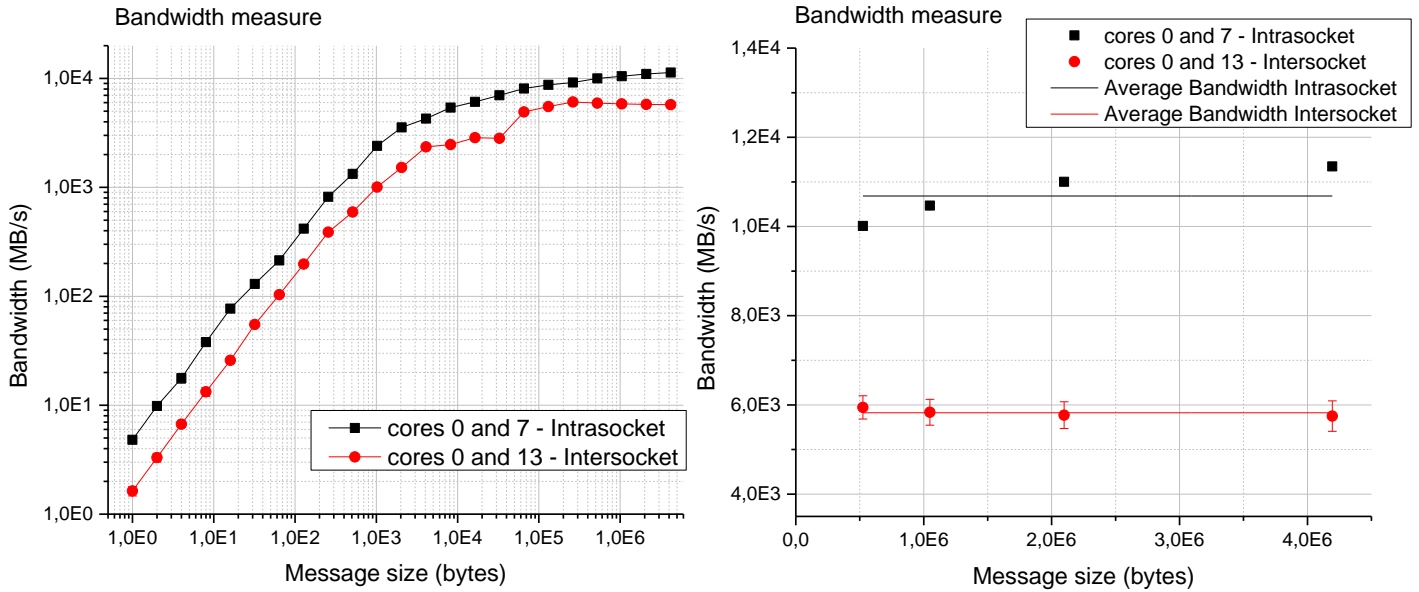 Bandwidth measure
Bandwidth (MB/s)
1,0E4
1,0E3
1,0E2
1,0E1
1,0E0
cores 0 and 7 - Intrasocket
cores 0 and 13 - Intersocket
1,0E0 1,0E1 1,0E2 1,0E3 1,0E4 1,0E5 1,0E6
Message size (bytes)
Bandwidth measure
cores 0 and 7 - Intrasocket
cores 0 and 13 - Intersocket
Average Bandwidth Intrasocket
Average Bandwidth Intersocket
Bandwidth (MB/s)
1,4E4
1,2E4
1,0E4
8,0E3
6,0E3
4,0E3
0,0 1,0E6 2,0E6 3,0E6 4,0E6
Message size (bytes)